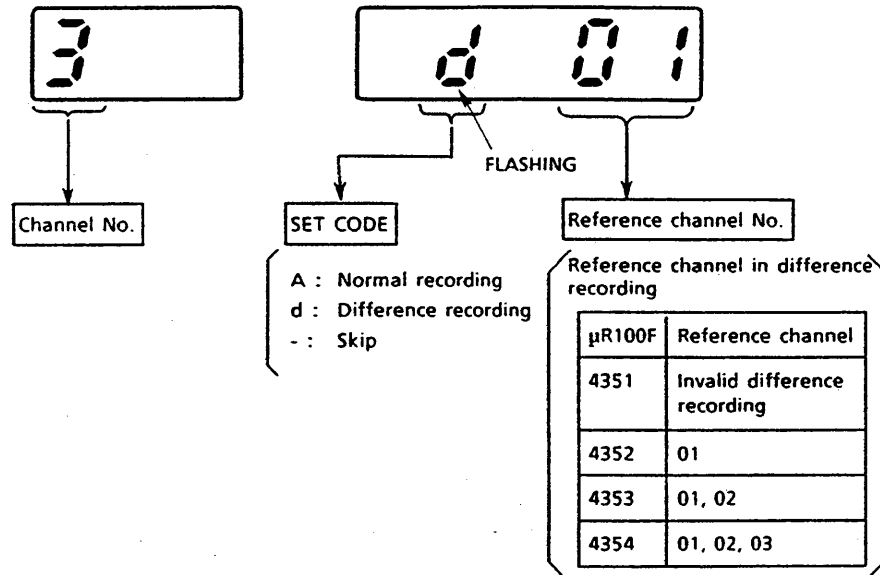 3
d 01
FLASHING
Channel No.
SET CODE
A : Normal recording
d : Difference recording
- : Skip
Reference channel No.
Reference channel in difference
recording
µR100F Reference channel
4351 Invalid difference
recording
4352 01
4353 01, 02
4354 01, 02, 03